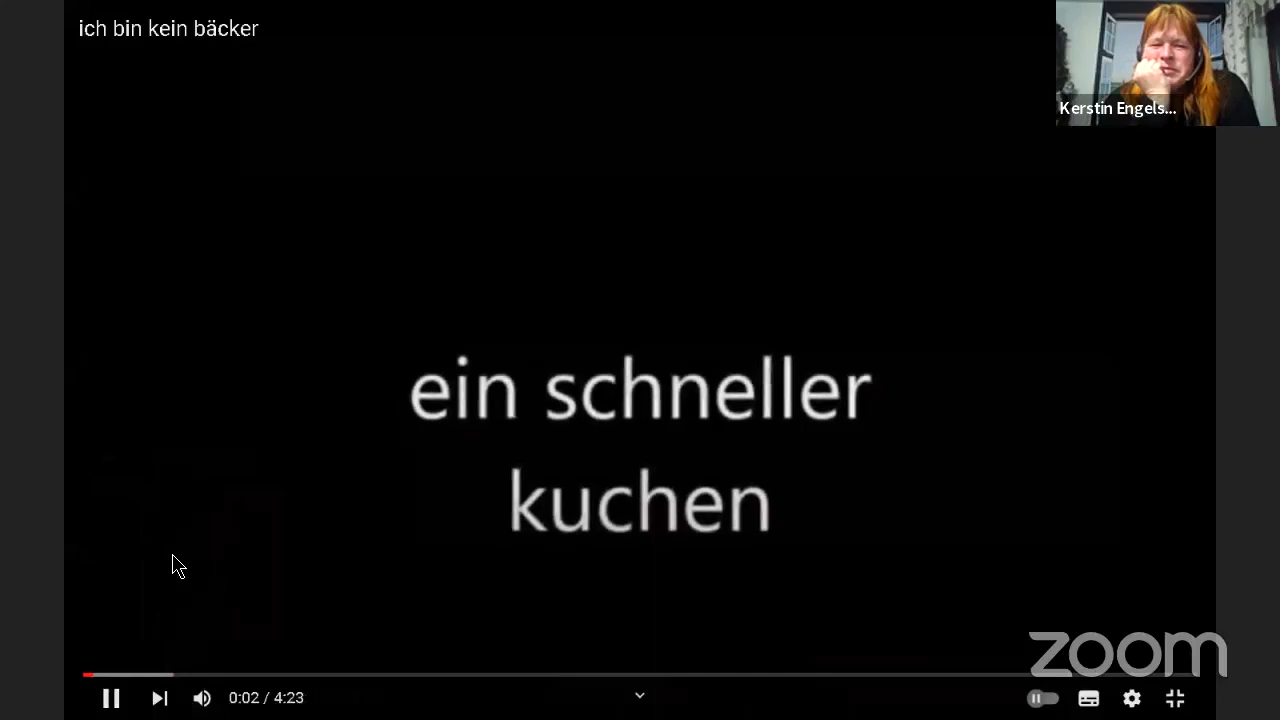 ich bin kein bäcker
Kerstin Engels...
ein schneller
kuchen
zoom
0:02 / 4:23